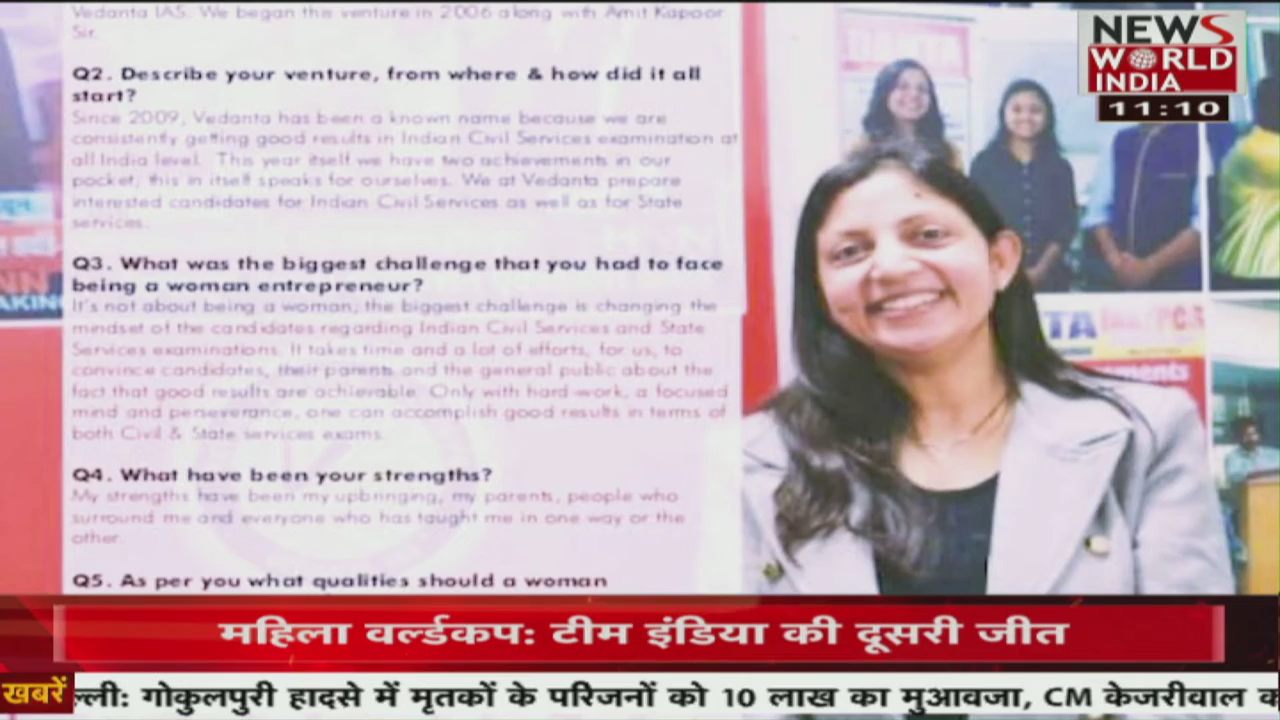 Vedanta IAS. We began this venture in 2006 along with Amit Kapoor
Sir.
Q2. Describe your venture, from where & how did it all
start?
Since 2009, Vedanta has been a known name because we are
consistently getting good results in Indian Civil Services examination at
all India level. This year itself we have two achievements in our
pocket; this in itself speaks for ourselves. We at Vedanta prepare
interested candidates for Indian Civil Services as well as for State
services.
Q3. What was the biggest challenge that you had to face
being a woman entrepreneur?
It's not about being a woman; the biggest challenge is changing the
mindset of the candidates regarding Indian Civil Services and State
Services examinations. It takes time and a lot of efforts, for us, to
convince candidates, their parents and the general public about the
fact that good results are achievable. Only with hard-work, a focused
mind and perseverance, one can accomplish good results in terms of
both Civil & State services exams.
Q4. What have been your strengths?
My strengths have been my upbringing, my parents, people who
surround me and everyone who has taught me in one way or the
other.
Q5. As per you what qualities should a woman
NEWS
WORLD
INDIA
11:10
TA IAS/PCS
महिला वर्ल्डकप: टीम इंडिया की दूसरी जीत
खबरें ल्ली: गोकुलपुरी हादसे में मृतकों के परिजनों को 10 लाख का मुआवजा, CM केजरीवाल क